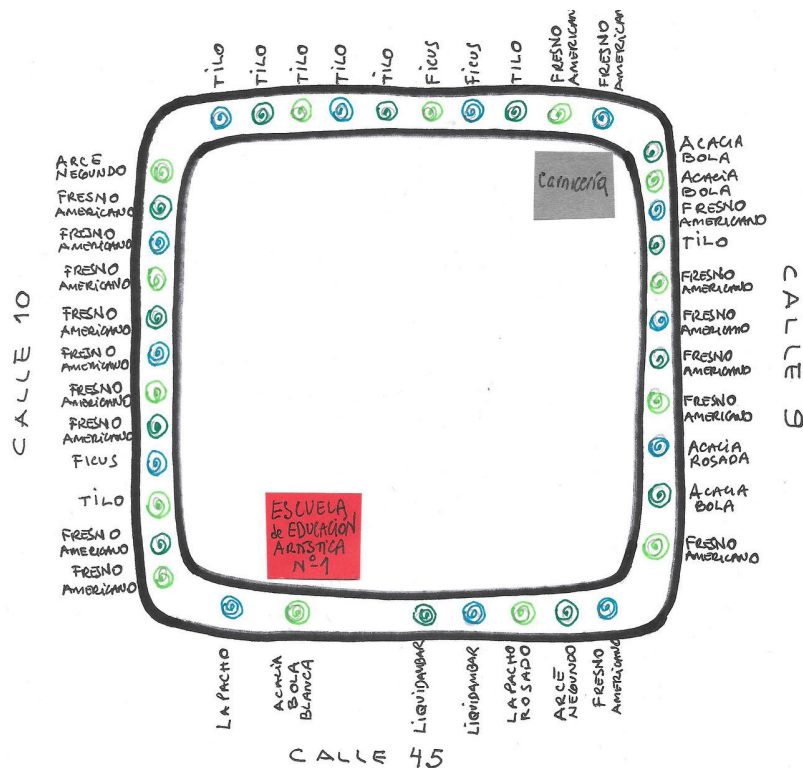 TILO
TILO
TILO
TILO
TILO
FICUS
FICUS
TILO
FRESNO
AMERICANO
FRESNO
AMERICANO
ACACIA
BOLA
ACACIA
BOLA
FRESNO
AMERICANO
TILO
FRESNO
AMERICANO
FRESNO
AMERICANO
FRESNO
AMERICANO
FRESNO
AMERICANO
ACACIA
ROSADA
ACACIA
BOLA
FRESNO
AMERICANO
CALLE 9
Carnicería
ARCE
NEGUNDO
FRESNO
AMERICANO
FRESNO
AMERICANO
FRESNO
AMERICANO
FRESNO
AMERICANO
FRESNO
AMERICANO
FRESNO
AMERICANO
FRESNO
AMERICANO
FICUS
TILO
FRESNO
AMERICANO
FRESNO
AMERICANO
CALLE 10
ESCUELA
de EDUCACIÓN
ARTÍSTICA
Nº1
LAPACHO
ACACIA
BOLA
BLANCA
LIQUIDAMBAR
LIQUIDAMBAR
LAPACHO
ROSADO
ARCE
NEGUNDO
FRESNO
AMERICANO
CALLE 45